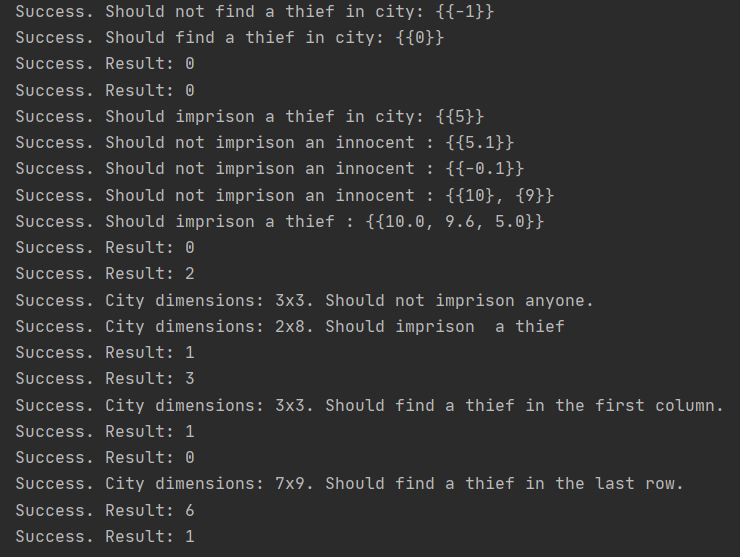 Success. Should not find a thief in city: {{-1}}
Success. Should find a thief in city: {{0}}
Success. Result: 0
Success. Result: 0
Success. Should imprison a thief in city: {{5}}
Success. Should not imprison an innocent : {{5.1}}
Success. Should not imprison an innocent : {{-0.1}}
Success. Should not imprison an innocent : {{10}, {9}}
Success. Should imprison a thief : {{10.0, 9.6, 5.0}}
Success. Result: 0
Success. Result: 2
Success. City dimensions: 3x3. Should not imprison anyone.
Success. City dimensions: 2x8. Should imprison  a thief
Success. Result: 1
Success. Result: 3
Success. City dimensions: 3x3. Should find a thief in the first column.
Success. Result: 1
Success. Result: 0
Success. City dimensions: 7x9. Should find a thief in the last row.
Success. Result: 6
Success. Result: 1